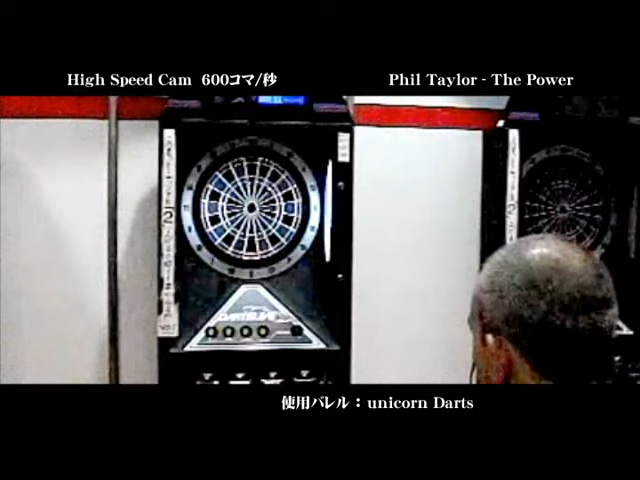 High Speed Cam 600コマ/秒
Phil Taylor - The Power
DARTSLIVE
使用バレル：unicorn Darts